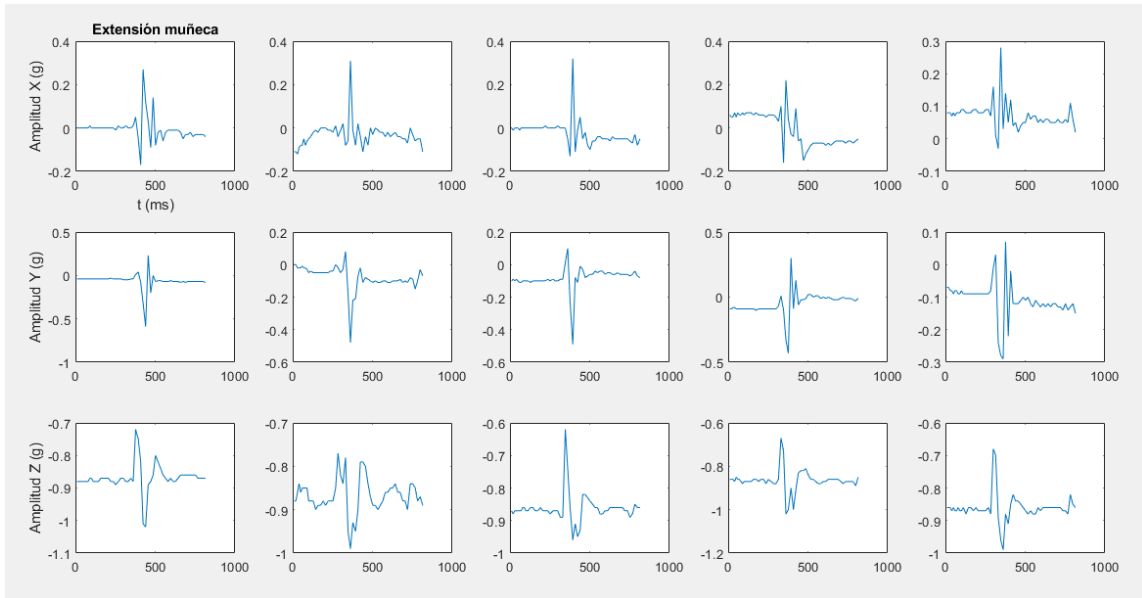 Extensión muñeca
Amplitud X (g)
0.4 0.4 0.4 0.4 0.3
0.2 0.2 0.2 0.2 0.2
0 0 0 0 0.1
0
-0.2 -0.2 -0.2 -0.2 -0.1
0 500 1000 0 500 1000 0 500 1000 0 500 1000 0 500 1000
t (ms)
Amplitud Y (g)
0.5 0.2 0.2 0.5 0.1
0 0 0 0 0
-0.2 -0.2 -0.1
-0.5 -0.4 -0.4 -0.2
-1 -0.6 -0.6 -0.5 -0.3
0 500 1000 0 500 1000 0 500 1000 0 500 1000 0 500 1000
Amplitud Z (g)
-0.7 -0.7 -0.6 -0.6 -0.6
-0.8 -0.8 -0.7 -0.8 -0.7
-0.9 -0.8 -0.8
-1 -0.9 -0.9 -1 -0.9
-1.1 -1 -1 -1.2 -1
0 500 1000 0 500 1000 0 500 1000 0 500 1000 0 500 1000